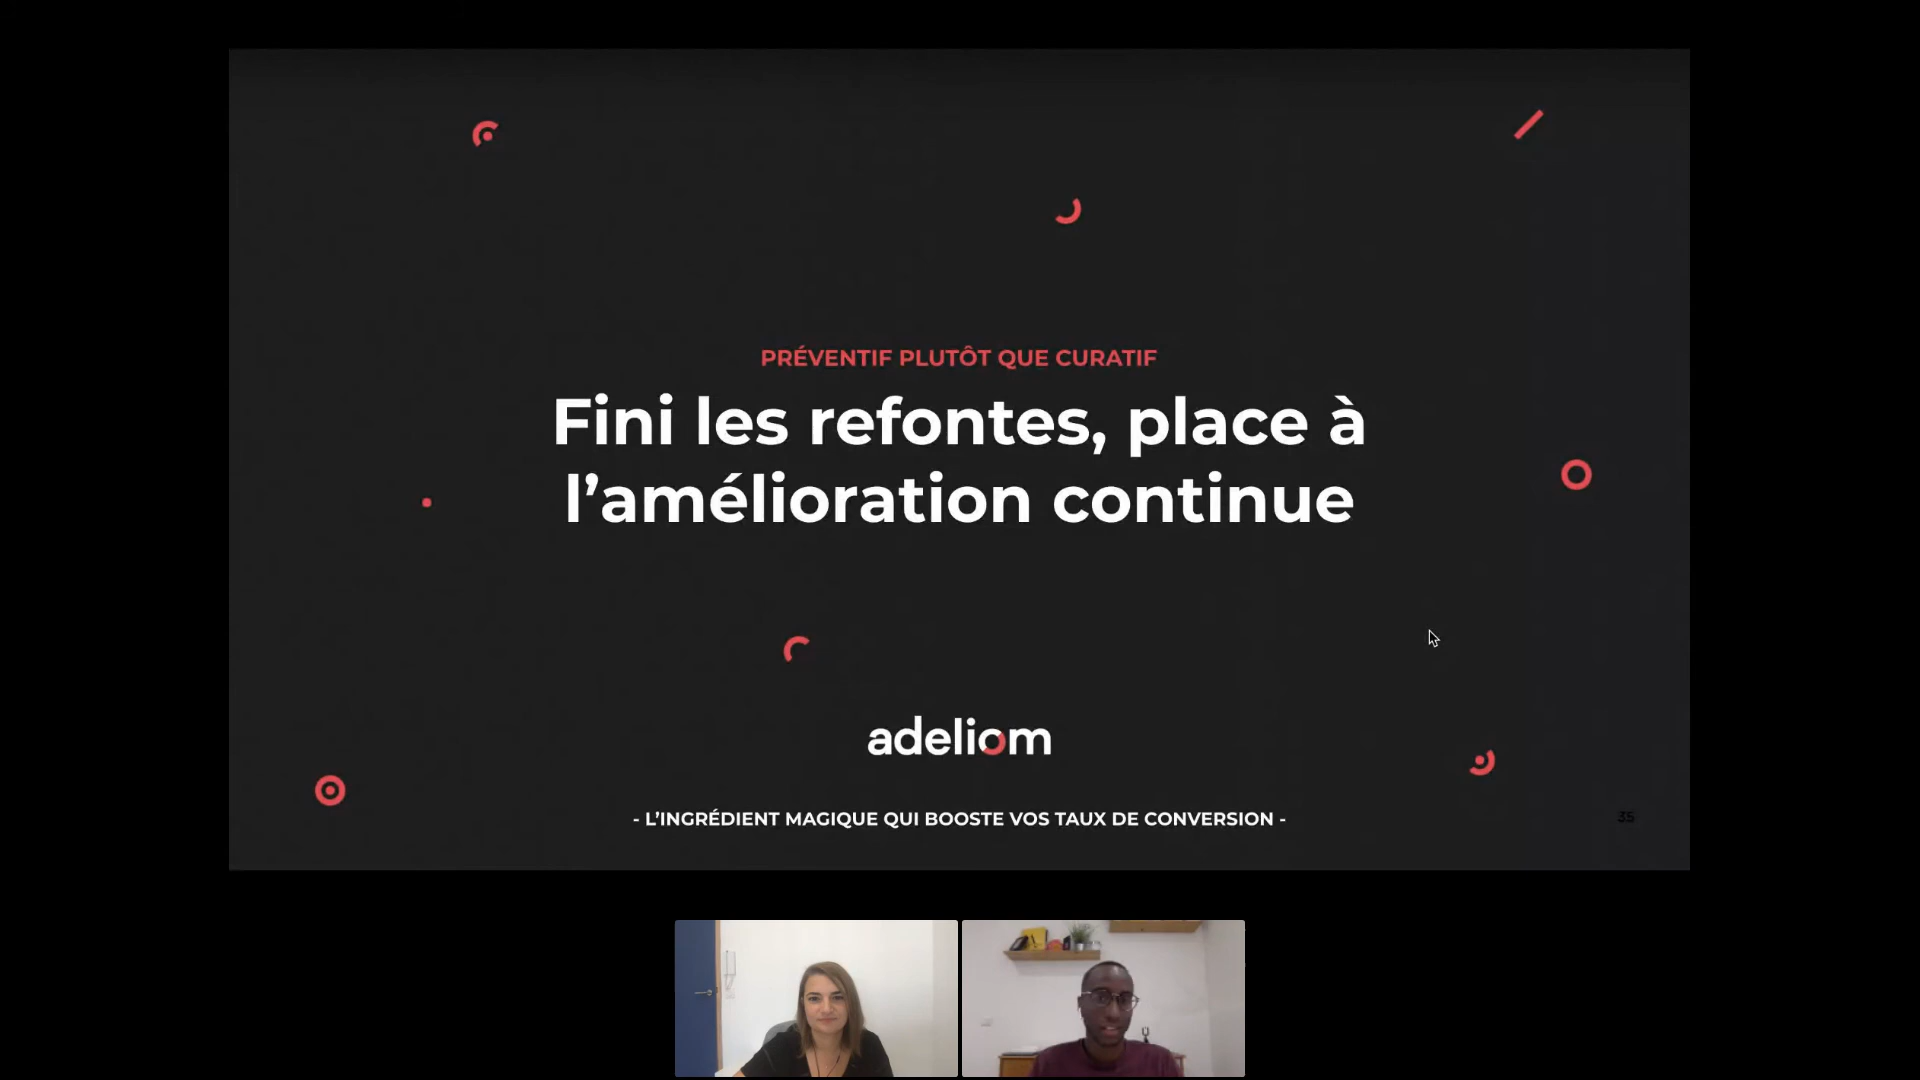 PRÉVENTIF PLUTÔT QUE CURATIF
Fini les refontes, place à
l’amélioration continue
adeliom
- L’INGRÉDIENT MAGIQUE QUI BOOSTE VOS TAUX DE CONVERSION -
35